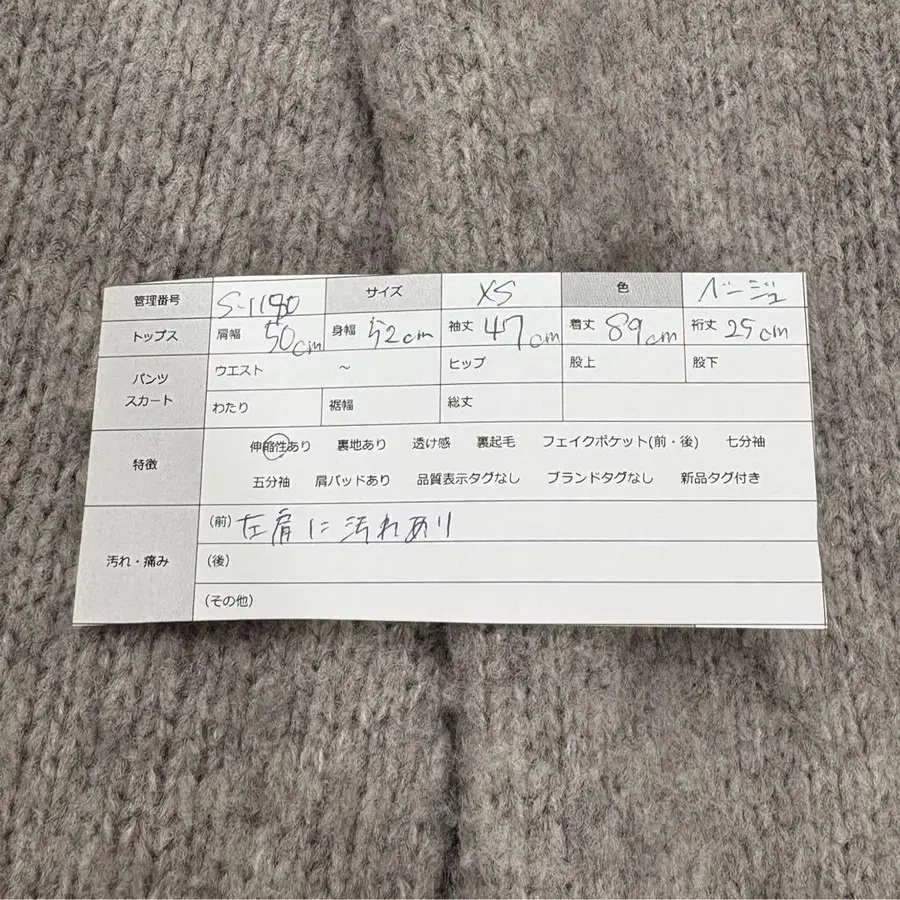 管理番号 S-1180 サイズ XS 色 ベージュ
トップス 肩幅 50cm 身幅 52cm 袖丈 47cm 着丈 89cm 裄丈 25cm
パンツ スカート ウエスト ～ ヒップ 股上 股下
わたり 裾幅 総丈
特徴 伸縮性あり 裏地あり 透け感 裏起毛 フェイクポケット(前・後) 七分袖
五分袖 肩パッドあり 品質表示タグなし ブランドタグなし 新品タグ付き
汚れ・痛み (前) 左肩に汚れあり
(後)
(その他)